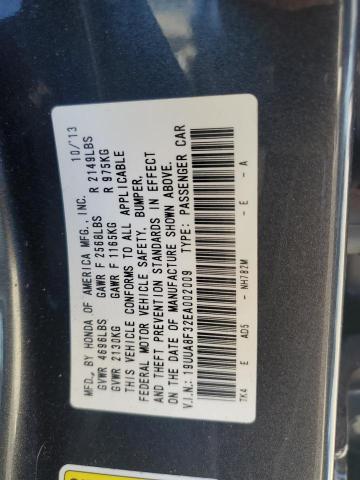 MFD. BY HONDA OF AMERICA MFG., INC. 10/13
GVWR 4696LBS GAWR F 2568LBS R 2149LBS
GVWR 2130KG GAWR F 1165KG R 975KG
THIS VEHICLE CONFORMS TO ALL APPLICABLE
FEDERAL MOTOR VEHICLE SAFETY, BUMPER,
AND THEFT PREVENTION STANDARDS IN EFFECT
ON THE DATE OF MANUFACTURE SHOWN ABOVE.
V.I.N.: 19UUA8F32EA002009 TYPE: PASSENGER CAR
TK4 E AD5 - NH782M - E - A